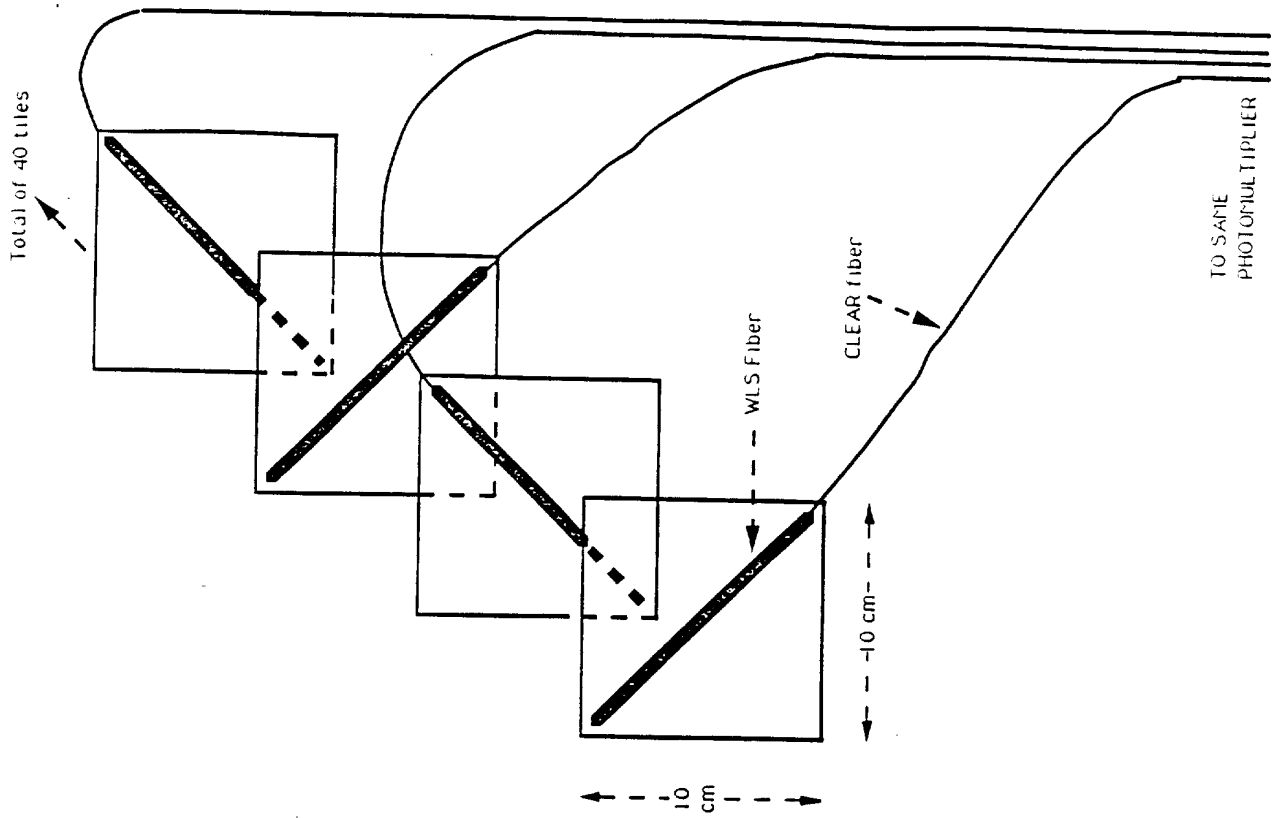 Total of 40 tiles
WLS Fiber
CLEAR fiber
10 cm
10
cm
TO SAME
PHOTOMULTIPLIER